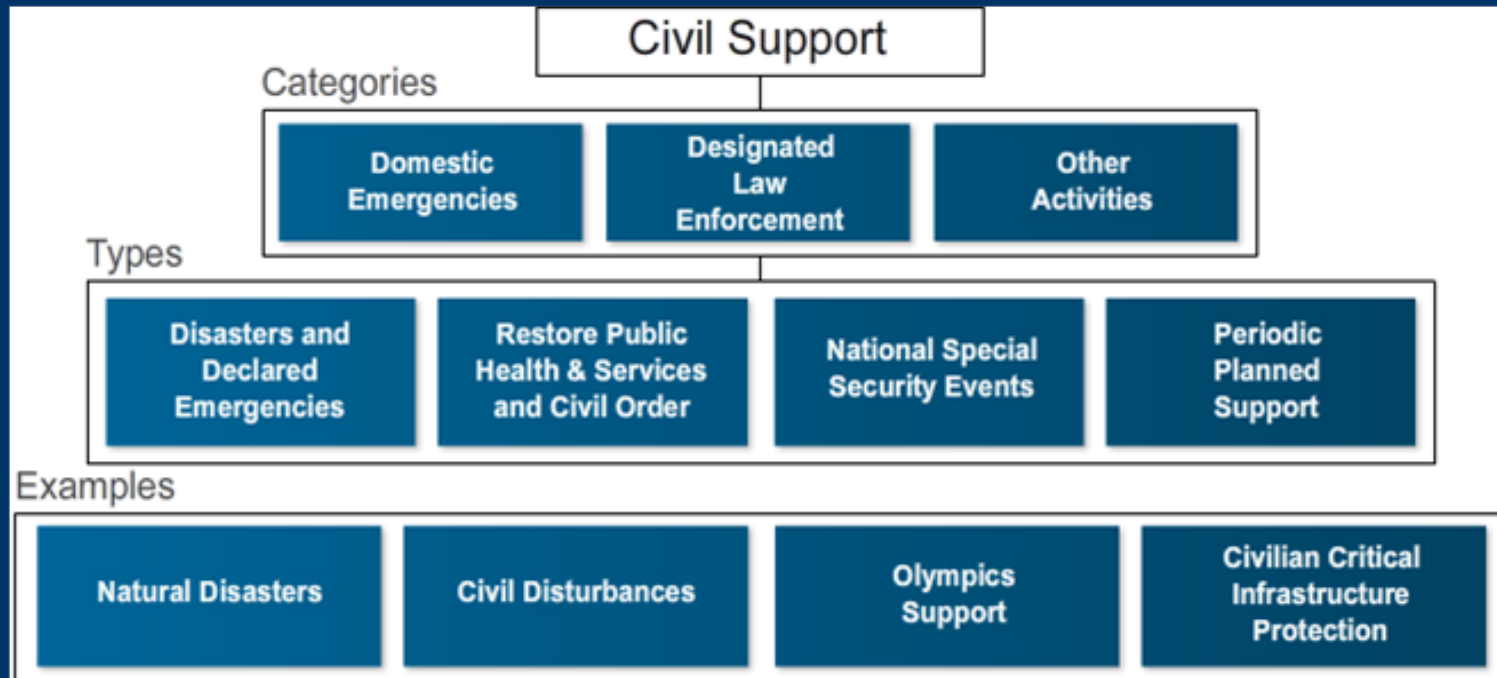 Civil Support
Categories
Domestic
Emergencies
Designated
Law
Enforcement
Other
Activities
Types
Disasters and
Declared
Emergencies
Restore Public
Health & Services
and Civil Order
National Special
Security Events
Periodic
Planned
Support
Examples
Natural Disasters
Civil Disturbances
Olympics
Support
Civilian Critical
Infrastructure
Protection